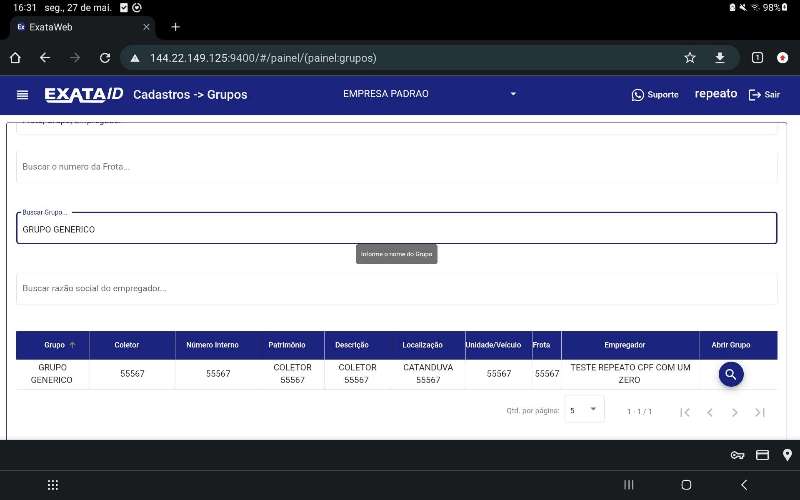 16:31 seg., 27 de mai. 98%
Ex ExataWeb
144.22.149.125:9400/#/painel/(painel:grupos)
1
EXATA ID Cadastros -> Grupos EMPRESA PADRAO Suporte repeato Sair
Buscar o numero da Frota...
Buscar Grupo...
GRUPO GENERICO
Informe o nome do Grupo
Buscar razão social do empregador...
Grupo Coletor Número Interno Patrimônio Descrição Localização Unidade/Veículo Frota Empregador Abrir Grupo
GRUPO GENERICO 55567 55567 COLETOR 55567 COLETOR 55567 CATANDUVA 55567 55567 55567 TESTE REPEATO CPF COM UM ZERO
Qtd. por página: 5 1 - 1 / 1